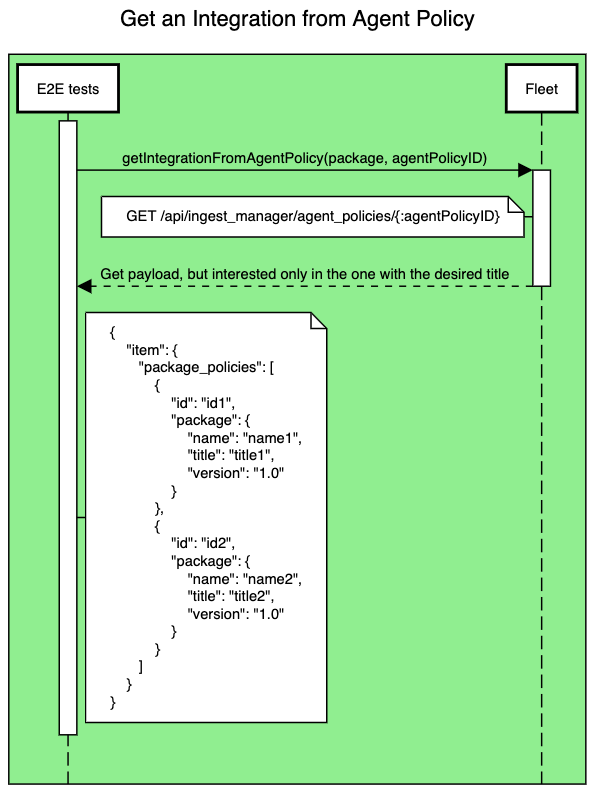 Get an Integration from Agent Policy
E2E tests
Fleet
getIntegrationFromAgentPolicy(package, agentPolicyID)
GET /api/ingest_manager/agent_policies/{:agentPolicyID}
Get payload, but interested only in the one with the desired title
{
"item": {
"package_policies": [
{
"id": "id1",
"package": {
"name": "name1",
"title": "title1",
"version": "1.0"
}
},
{
"id": "id2",
"package": {
"name": "name2",
"title": "title2",
"version": "1.0"
}
}
]
}
}